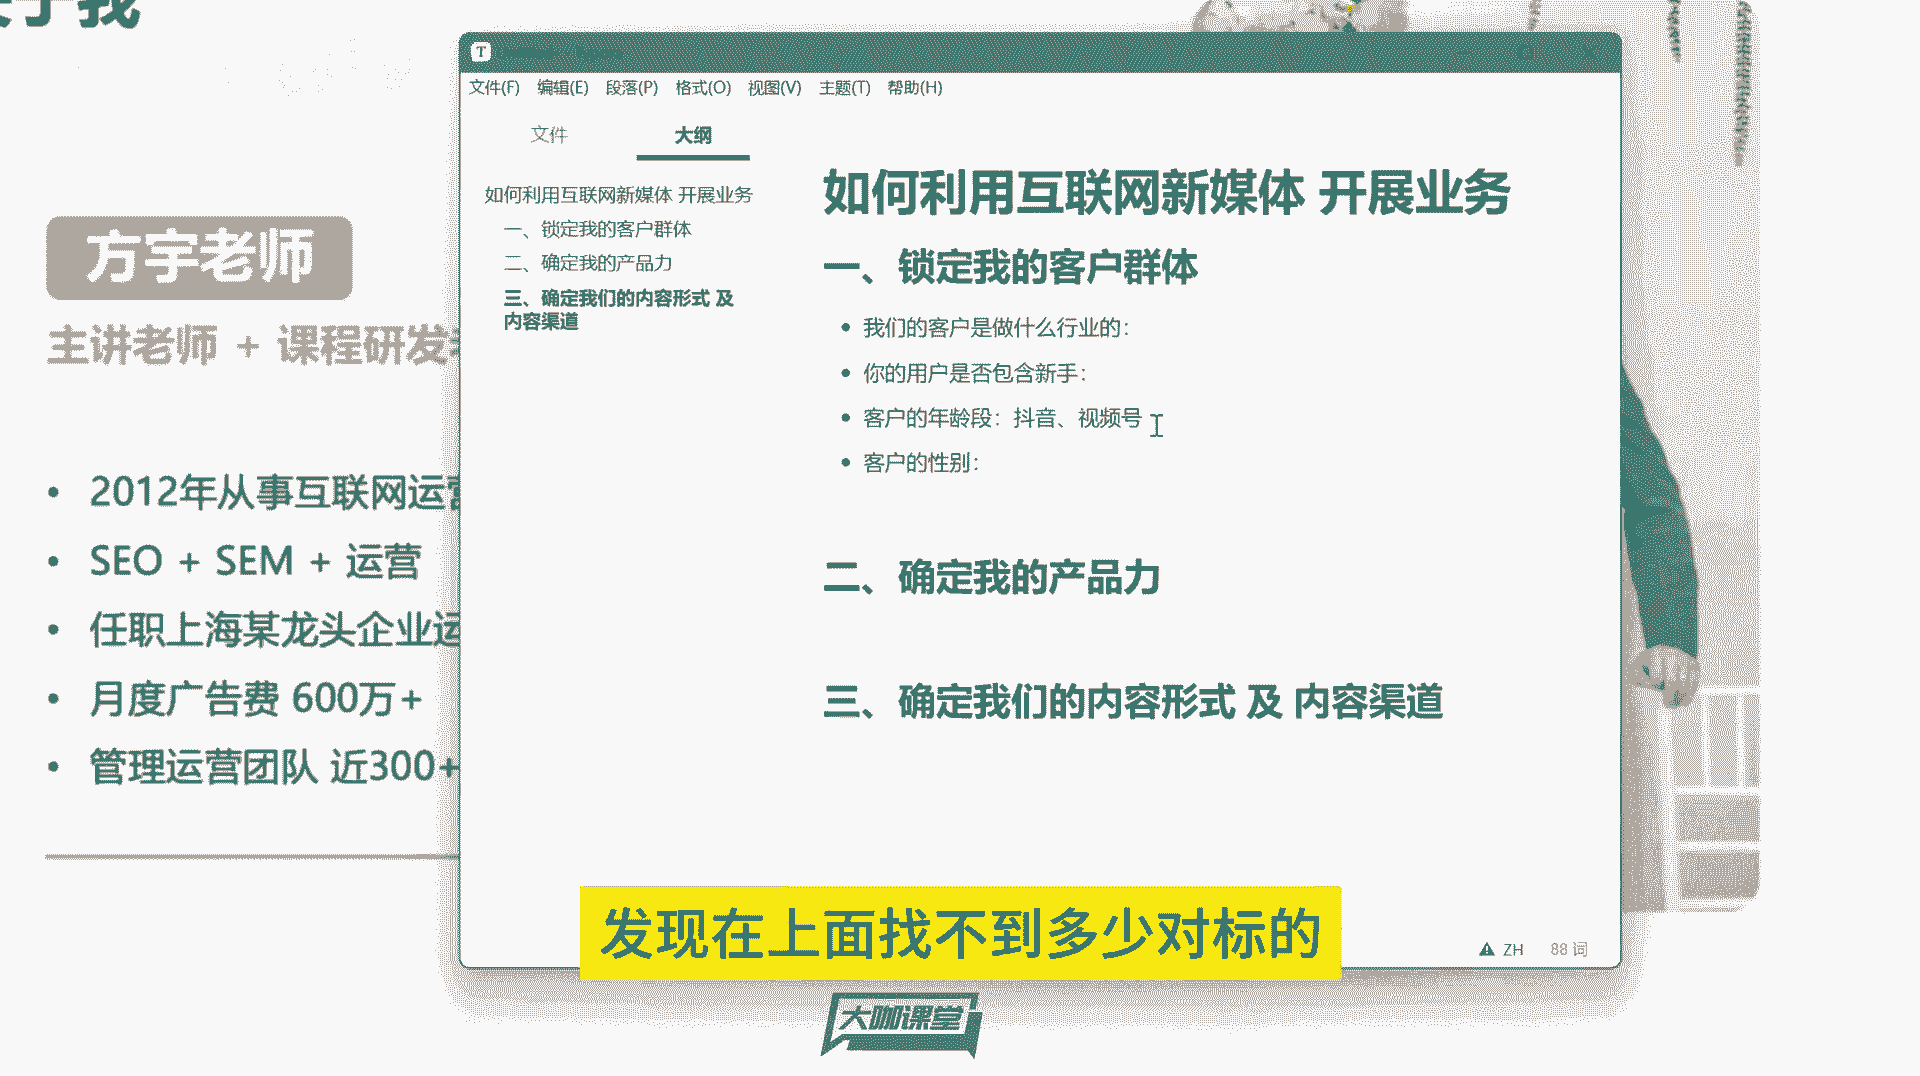 方宇老师
主讲老师 + 课程研发
2012年从事互联网运营
SEO + SEM + 运营
任职上海某龙头企业运
月度广告费 600万+
管理运营团队 近300+
T
文件(F) 编辑(E) 段落(P) 格式(O) 视图(V) 主题(T) 帮助(H)
文件 大纲
如何利用互联网新媒体 开展业务
一、锁定我的客户群体
二、确定我的产品力
三、确定我们的内容形式 及
内容渠道
如何利用互联网新媒体 开展业务
一、锁定我的客户群体
我们的客户是做什么行业的：
你的用户是否包含新手：
客户的年龄段：抖音、视频号
客户的性别：
二、确定我的产品力
三、确定我们的内容形式 及 内容渠道
ZH 88 词
发现在上面找不到多少对标的
大咖课堂